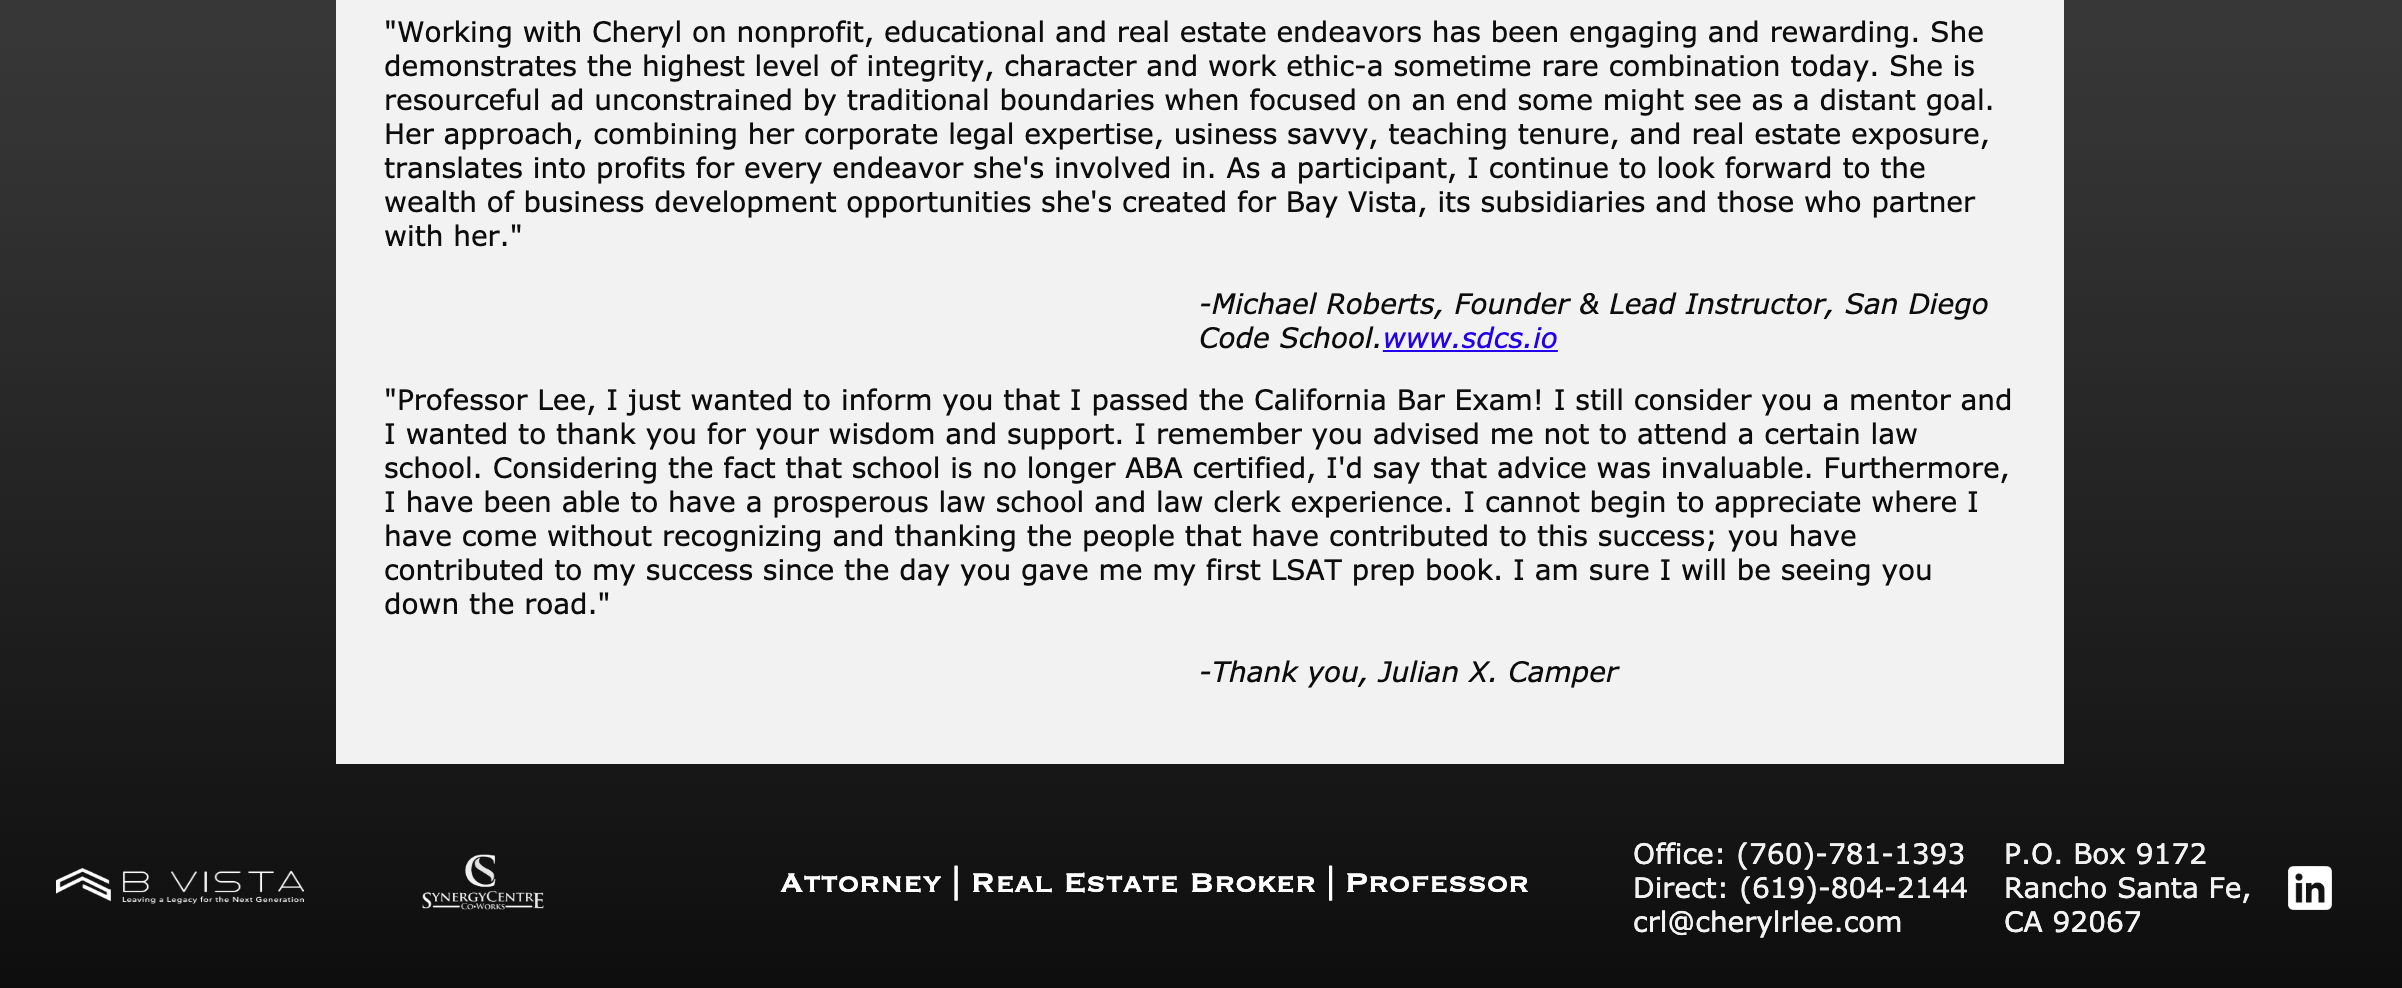 "Working with Cheryl on nonprofit, educational and real estate endeavors has been engaging and rewarding. She
demonstrates the highest level of integrity, character and work ethic-a sometime rare combination today. She is
resourceful ad unconstrained by traditional boundaries when focused on an end some might see as a distant goal.
Her approach, combining her corporate legal expertise, usiness savvy, teaching tenure, and real estate exposure,
translates into profits for every endeavor she's involved in. As a participant, I continue to look forward to the
wealth of business development opportunities she's created for Bay Vista, its subsidiaries and those who partner
with her."
-Michael Roberts, Founder & Lead Instructor, San Diego
Code School.www.sdcs.io
"Professor Lee, I just wanted to inform you that I passed the California Bar Exam! I still consider you a mentor and
I wanted to thank you for your wisdom and support. I remember you advised me not to attend a certain law
school. Considering the fact that school is no longer ABA certified, I'd say that advice was invaluable. Furthermore,
I have been able to have a prosperous law school and law clerk experience. I cannot begin to appreciate where I
have come without recognizing and thanking the people that have contributed to this success; you have
contributed to my success since the day you gave me my first LSAT prep book. I am sure I will be seeing you
down the road."
-Thank you, Julian X. Camper
B VISTA
Leaving a Legacy for the Next Generation
CS
SYNERGYCENTRE
CO•WORKS
ATTORNEY | REAL ESTATE BROKER | PROFESSOR
Office: (760)-781-1393
Direct: (619)-804-2144
crl@cherylrlee.com
P.O. Box 9172
Rancho Santa Fe,
CA 92067
in